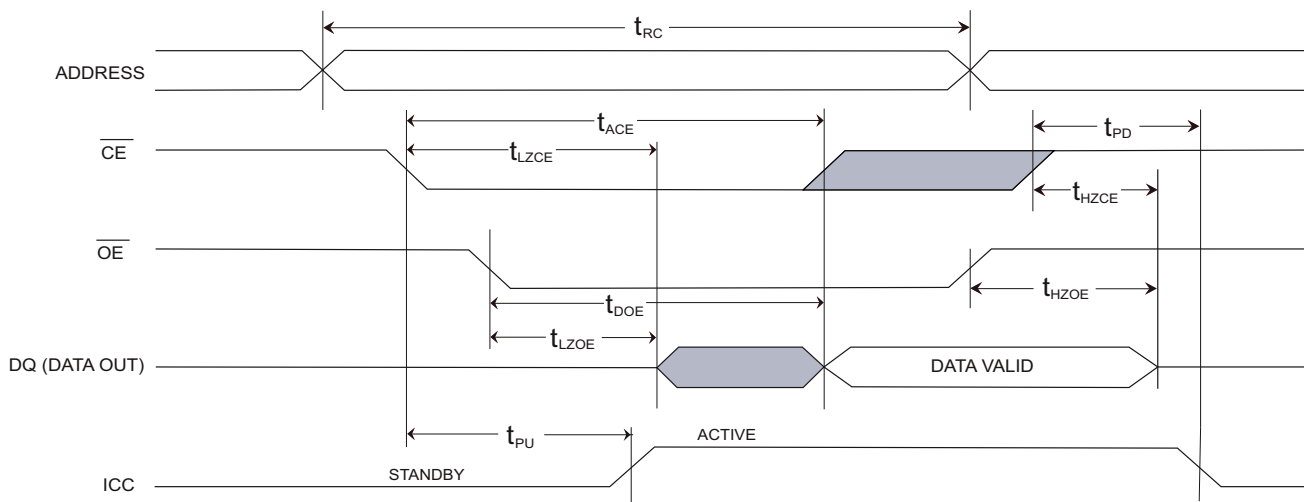 tRC
ADDRESS
tACE
tPD
CE
tLZCE
tHZCE
OE
tHZOE
tDOE
tLZOE
DQ (DATA OUT)
DATA VALID
tPU
ACTIVE
STANDBY
ICC